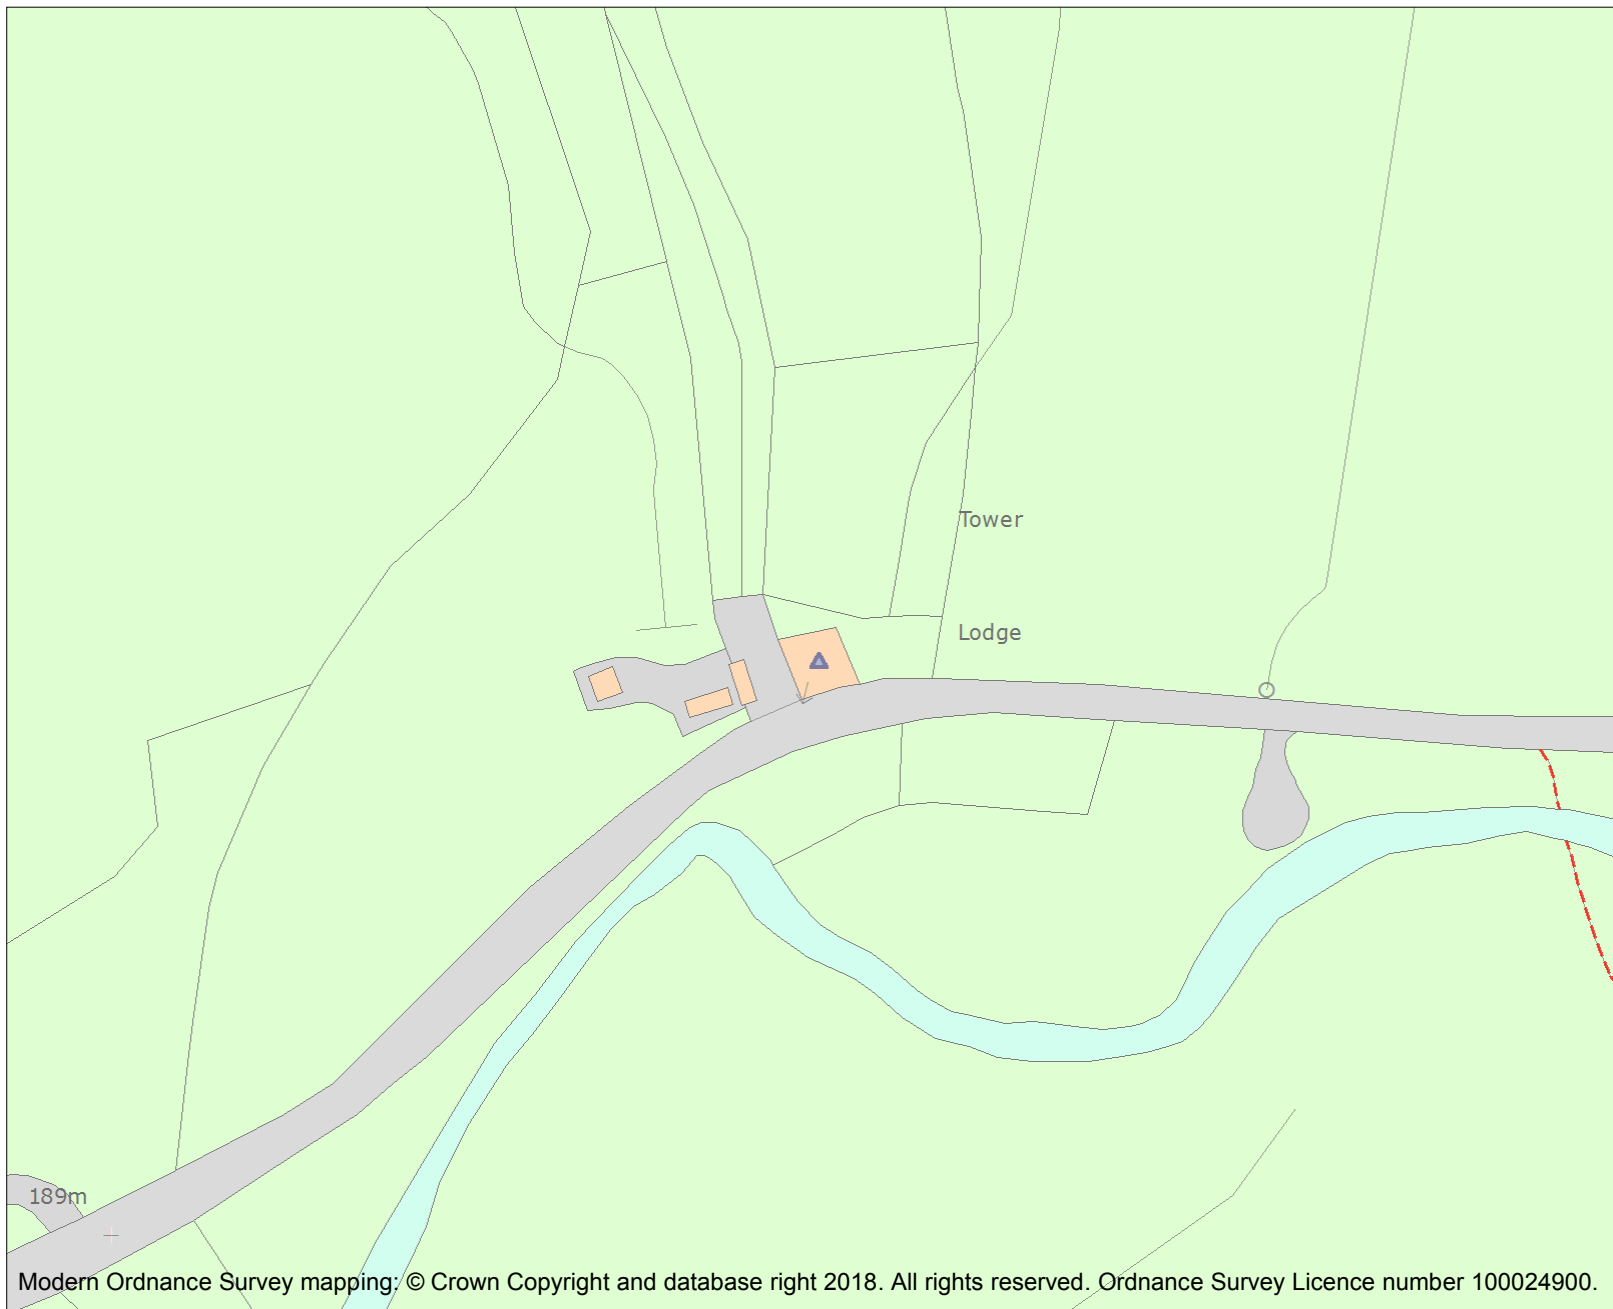 Tower
Lodge
189m
Modern Ordnance Survey mapping: © Crown Copyright and database right 2018. All rights reserved. Ordnance Survey Licence number 100024900.